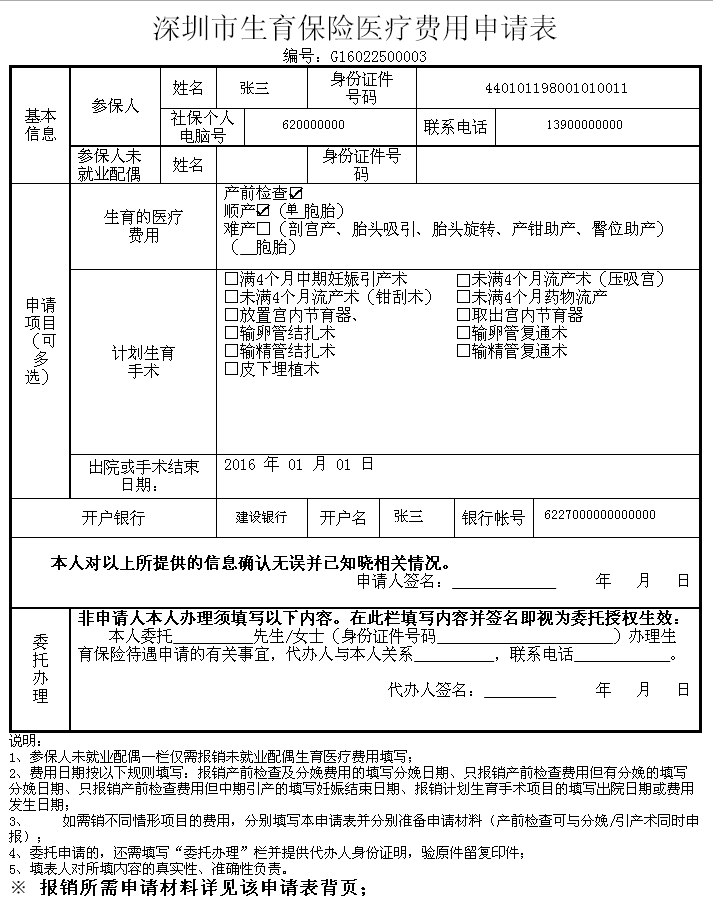 深圳市生育保险医疗费用申请表
编号：G16022500003
基本信息
参保人
姓名
张三
身份证件号码
440101198001010011
社保个人电脑号
620000000
联系电话
13900000000
参保人未就业配偶
姓名
身份证件号码
申请项目（可多选）
生育的医疗费用
产前检查☑
顺产☑（单 胞胎）
难产□（剖宫产、胎头吸引、胎头旋转、产钳助产、臀位助产）
（__胞胎）
计划生育手术
□满4个月中期妊娠引产术 □未满4个月流产术（压吸宫）
□未满4个月流产术（钳刮术） □未满4个月药物流产
□放置宫内节育器、 □取出宫内节育器
□输卵管结扎术 □输卵管复通术
□输精管结扎术 □输精管复通术
□皮下埋植术
出院或手术结束日期：
2016 年 01 月 01 日
开户银行
建设银行
开户名
张三
银行帐号
6227000000000000
本人对以上所提供的信息确认无误并已知晓相关情况。
申请人签名：____________ 年 月 日
委托办理
非申请人本人办理须填写以下内容。在此栏填写内容并签名即视为委托授权生效：
本人委托__________先生/女士（身份证件号码______________________）办理生
育保险待遇申请的有关事宜，代办人与本人关系__________，联系电话____________。
代办人签名：_________ 年 月 日
说明：
1、参保人未就业配偶一栏仅需报销未就业配偶生育医疗费用填写；
2、费用日期按以下规则填写：报销产前检查及分娩费用的填写分娩日期、只报销产前检查费用但有分娩的填写
分娩日期、只报销产前检查费用但中期引产的填写妊娠结束日期、报销计划生育手术项目的填写出院日期或费用
发生日期；
3、 如需销不同情形项目的费用，分别填写本申请表并分别准备申请材料（产前检查可与分娩/引产术同时申
报）；
4、委托申请的，还需填写“委托办理”栏并提供代办人身份证明，验原件留复印件；
5、填表人对所填内容的真实性、准确性负责。
※ 报销所需申请材料详见该申请表背页；